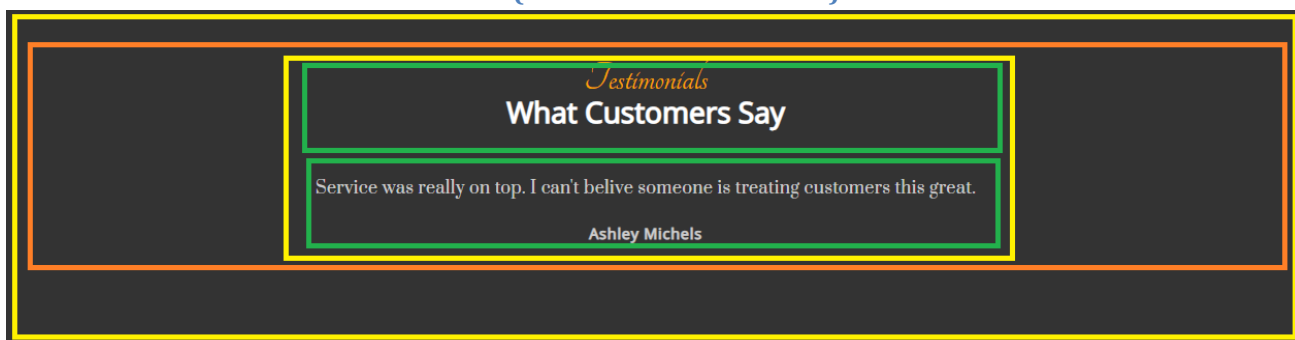 Testimonials
What Customers Say
Service was really on top. I can't belive someone is treating customers this great.
Ashley Michels